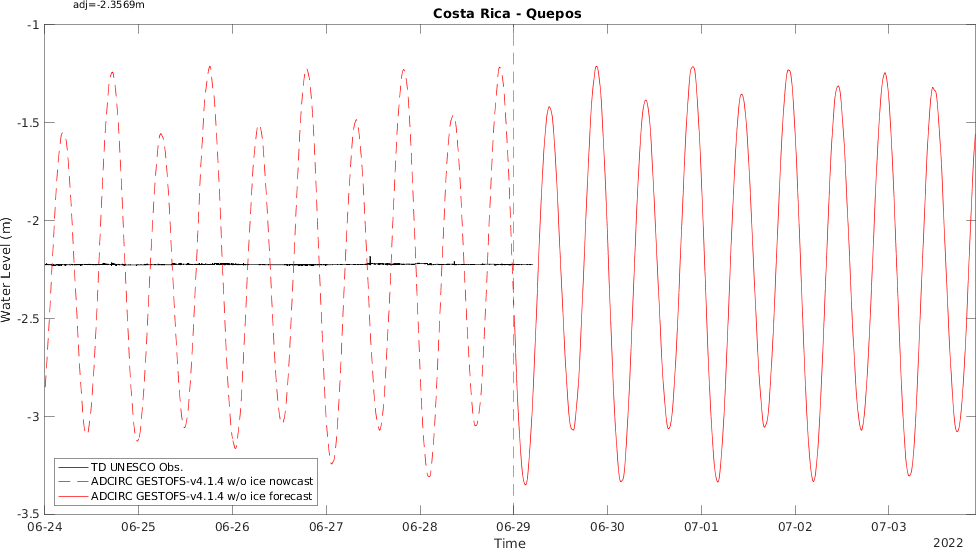 adj=-2.3569m
Costa Rica - Quepos
-1
-1.5
-2
-2.5
-3
-3.5
Water Level (m)
TD UNESCO Obs.
ADCIRC GESTOFS-v4.1.4 w/o ice nowcast
ADCIRC GESTOFS-v4.1.4 w/o ice forecast
06-24 06-25 06-26 06-27 06-28 06-29 06-30 07-01 07-02 07-03
Time
2022